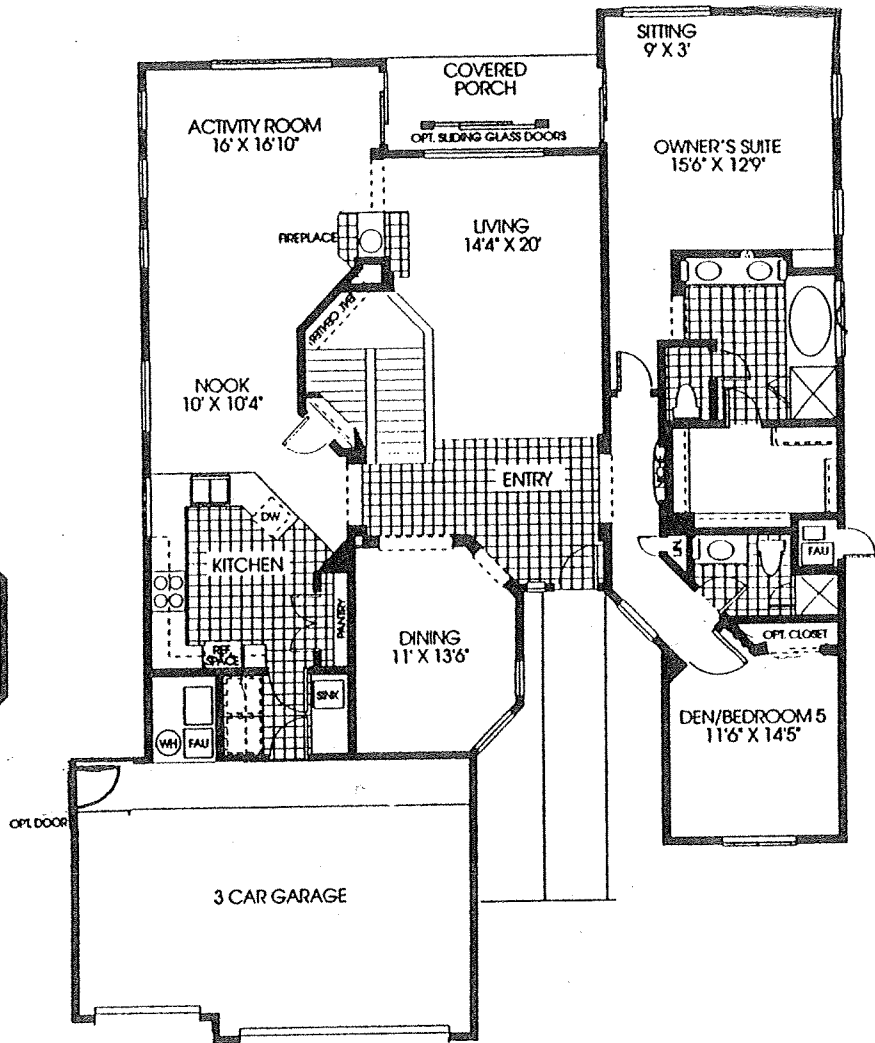 SITTING
9' X 3'
COVERED
PORCH
ACTIVITY ROOM
16' X 16'10"
OPT. SLIDING GLASS DOORS
OWNER'S SUITE
15'6" X 12'9"
FIREPLACE
LIVING
14'4" X 20'
ENT. CENTER
NOOK
10' X 10'4"
ENTRY
DW
KITCHEN
LIN.
FAU
PANTRY
REF.
SPACE
DINING
11' X 13'6"
OPT. CLOSET
SINK
DEN/BEDROOM 5
11'6" X 14'5"
WH
FAU
OPT. DOOR
3 CAR GARAGE